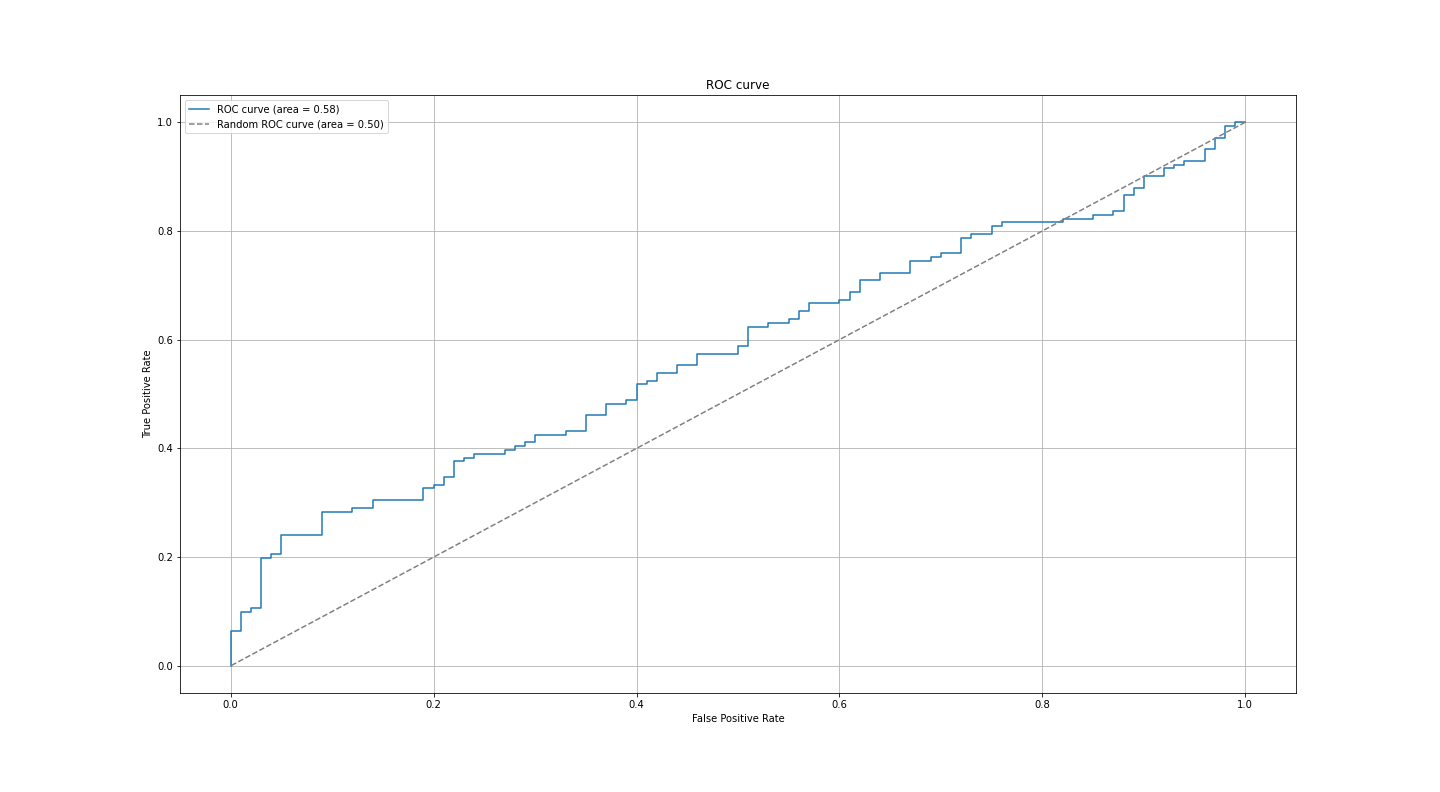 ROC curve
ROC curve (area = 0.58)
Random ROC curve (area = 0.50)
1.0
0.8
0.6
0.4
0.2
0.0
True Positive Rate
0.0 0.2 0.4 0.6 0.8 1.0
False Positive Rate